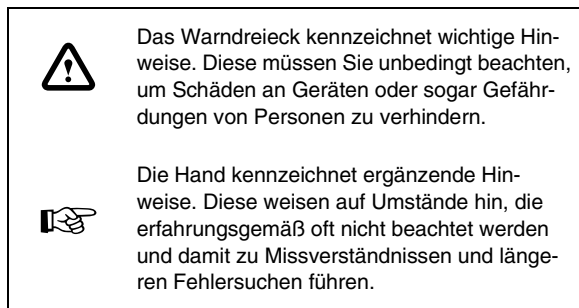 Das Warndreieck kennzeichnet wichtige Hin-
weise. Diese müssen Sie unbedingt beachten,
um Schäden an Geräten oder sogar Gefähr-
dungen von Personen zu verhindern.
Die Hand kennzeichnet ergänzende Hin-
weise. Diese weisen auf Umstände hin, die
erfahrungsgemäß oft nicht beachtet werden
und damit zu Missverständnissen und länge-
ren Fehlersuchen führen.